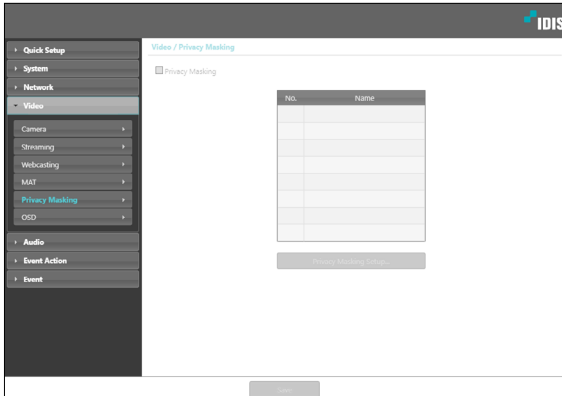 IDIS
Quick Setup
System
Network
Video
Camera
Streaming
Webcasting
MAT
Privacy Masking
OSD
Audio
Event Action
Event
Video / Privacy Masking
Privacy Masking
No. Name
Privacy Masking Setup...
Save